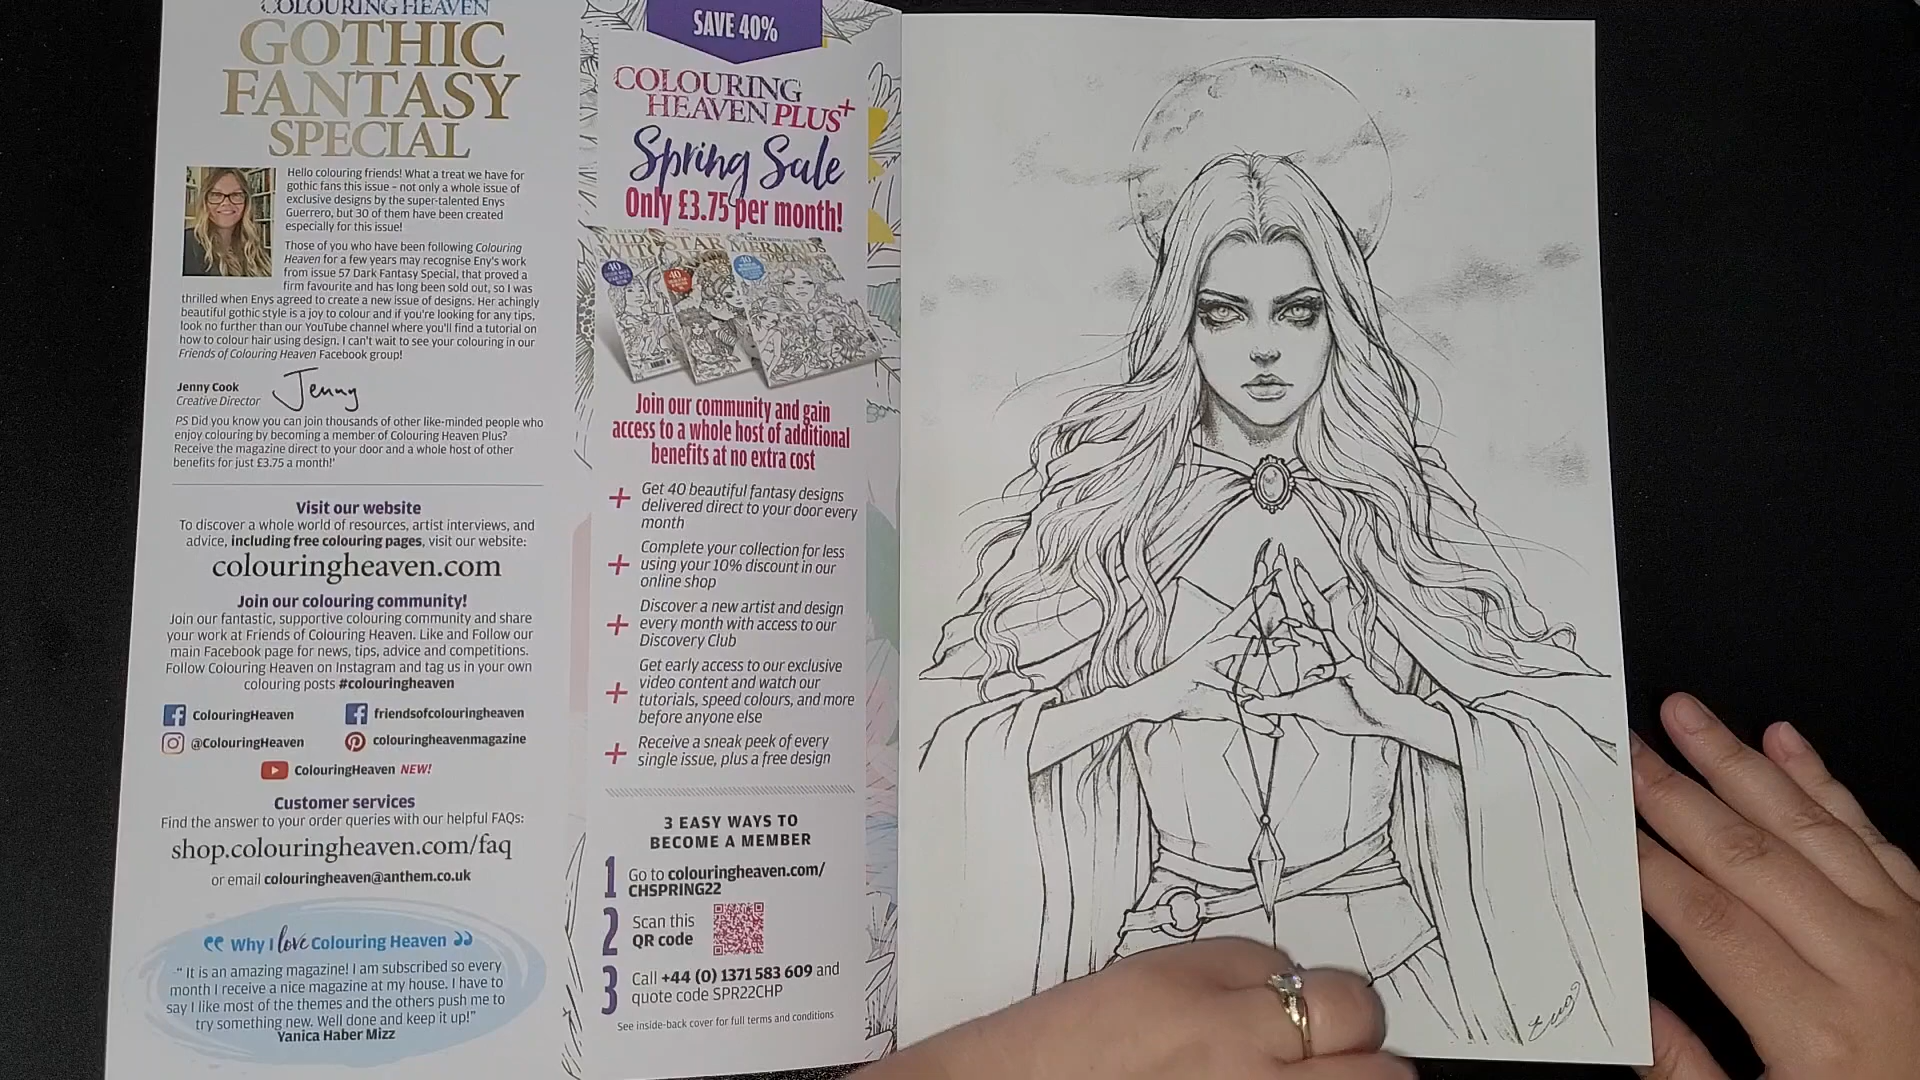 COLOURING HEAVEN
GOTHIC
FANTASY
SPECIAL
Hello colouring friends! What a treat we have for
gothic fans this issue – not only a whole issue of
exclusive designs by the super-talented Enys
Guerrero, but 30 of them have been created
especially for this issue!
Those of you who have been following Colouring
Heaven for a few years may recognise Eny's work
from issue 57 Dark Fantasy Special, that proved a
firm favourite and has long been sold out, so I was
thrilled when Enys agreed to create a new issue of designs. Her achingly
beautiful gothic style is a joy to colour and if you're looking for any tips,
look no further than our YouTube channel where you'll find a tutorial on
how to colour hair using design. I can't wait to see your colouring in our
Friends of Colouring Heaven Facebook group!
Jenny Cook
Creative Director
Jenny
PS Did you know you can join thousands of other like-minded people who
enjoy colouring by becoming a member of Colouring Heaven Plus?
Receive the magazine direct to your door and a whole host of other
benefits for just £3.75 a month!'
Visit our website
To discover a whole world of resources, artist interviews, and
advice, including free colouring pages, visit our website:
colouringheaven.com
Join our colouring community!
Join our fantastic, supportive colouring community and share
your work at Friends of Colouring Heaven. Like and Follow our
main Facebook page for news, tips, advice and competitions.
Follow Colouring Heaven on Instagram and tag us in your own
colouring posts #colouringheaven
ColouringHeaven
friendsofcolouringheaven
@ColouringHeaven
colouringheavenmagazine
ColouringHeaven NEW!
Customer services
Find the answer to your order queries with our helpful FAQs:
shop.colouringheaven.com/faq
or email colouringheaven@anthem.co.uk
Why I love Colouring Heaven
"It is an amazing magazine! I am subscribed so every
month I receive a nice magazine at my house. I have to
say I like most of the themes and the others push me to
try something new. Well done and keep it up!"
Yanica Haber Mizz
SAVE 40%
COLOURING
HEAVEN PLUS+
Spring Sale
Only £3.75 per month!
STAR
MERMAIDS
40
40
Join our community and gain
access to a whole host of additional
benefits at no extra cost
+ Get 40 beautiful fantasy designs
delivered direct to your door every
month
+ Complete your collection for less
using your 10% discount in our
online shop
+ Discover a new artist and design
every month with access to our
Discovery Club
+ Get early access to our exclusive
video content and watch our
tutorials, speed colours, and more
before anyone else
+ Receive a sneak peek of every
single issue, plus a free design
3 EASY WAYS TO
BECOME A MEMBER
1 Go to colouringheaven.com/
CHSPRING22
2 Scan this
QR code
3 Call +44 (0) 1371 583 609 and
quote code SPR22CHP
See inside-back cover for full terms and conditions